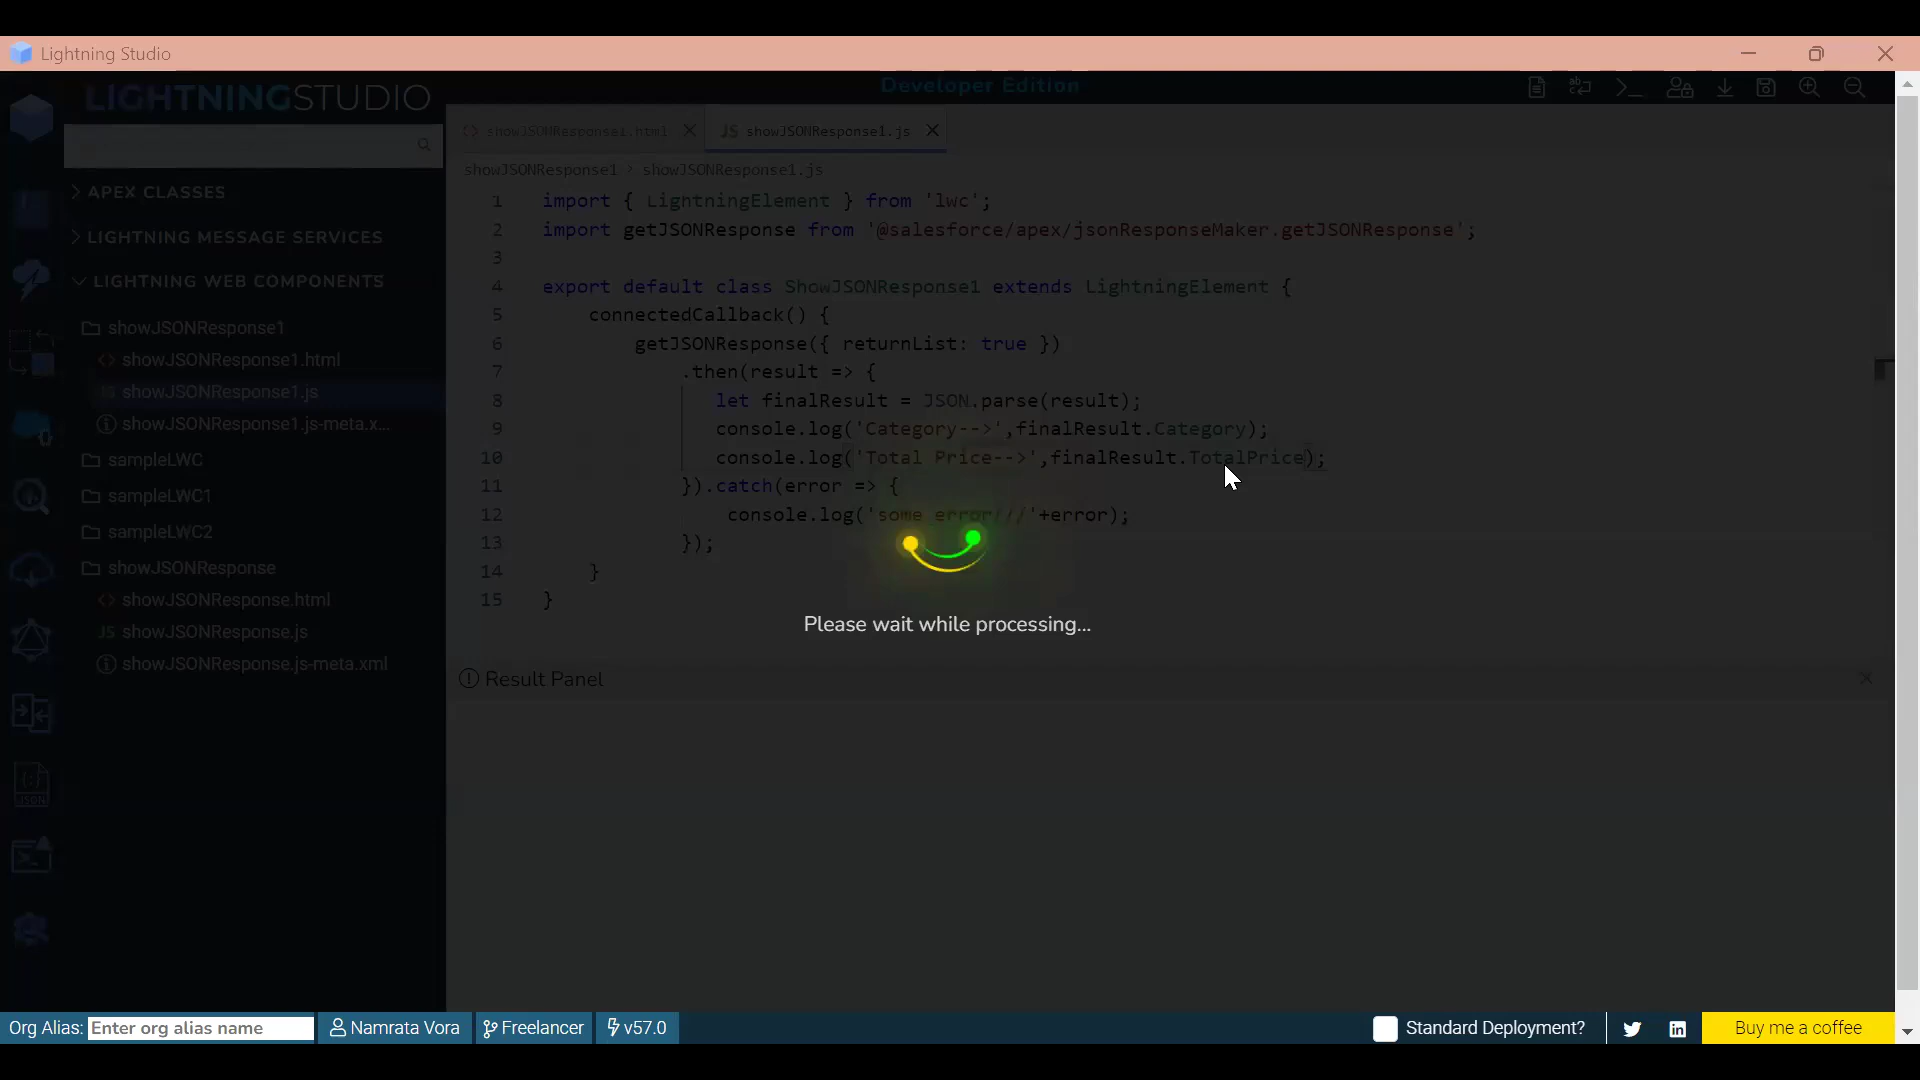 Lightning Studio
LIGHTNINGSTUDIO
Developer Edition
showJSONResponse1.html
JS showJSONResponse1.js
showJSONResponse1 > showJSONResponse1.js
APEX CLASSES
LIGHTNING MESSAGE SERVICES
LIGHTNING WEB COMPONENTS
showJSONResponse1
<> showJSONResponse1.html
JS showJSONResponse1.js
showJSONResponse1.js-meta.x...
sampleLWC
sampleLWC1
sampleLWC2
showJSONResponse
<> showJSONResponse.html
JS showJSONResponse.js
showJSONResponse.js-meta.xml
{;}
JSON
1 import { LightningElement } from 'lwc';
2 import getJSONResponse from '@salesforce/apex/jsonResponseMaker.getJSONResponse';
3
4 export default class ShowJSONResponse1 extends LightningElement {
5 connectedCallback() {
6 getJSONResponse({ returnList: true })
7 .then(result => {
8 let finalResult = JSON.parse(result);
9 console.log('Category-->',finalResult.Category);
10 console.log('Total Price-->',finalResult.TotalPrice);
11 }).catch(error => {
12 console.log('some error///'+error);
13 });
14 }
15 }
Please wait while processing...
Result Panel
Org Alias: Enter org alias name
Namrata Vora
Freelancer
v57.0
Standard Deployment?
Buy me a coffee